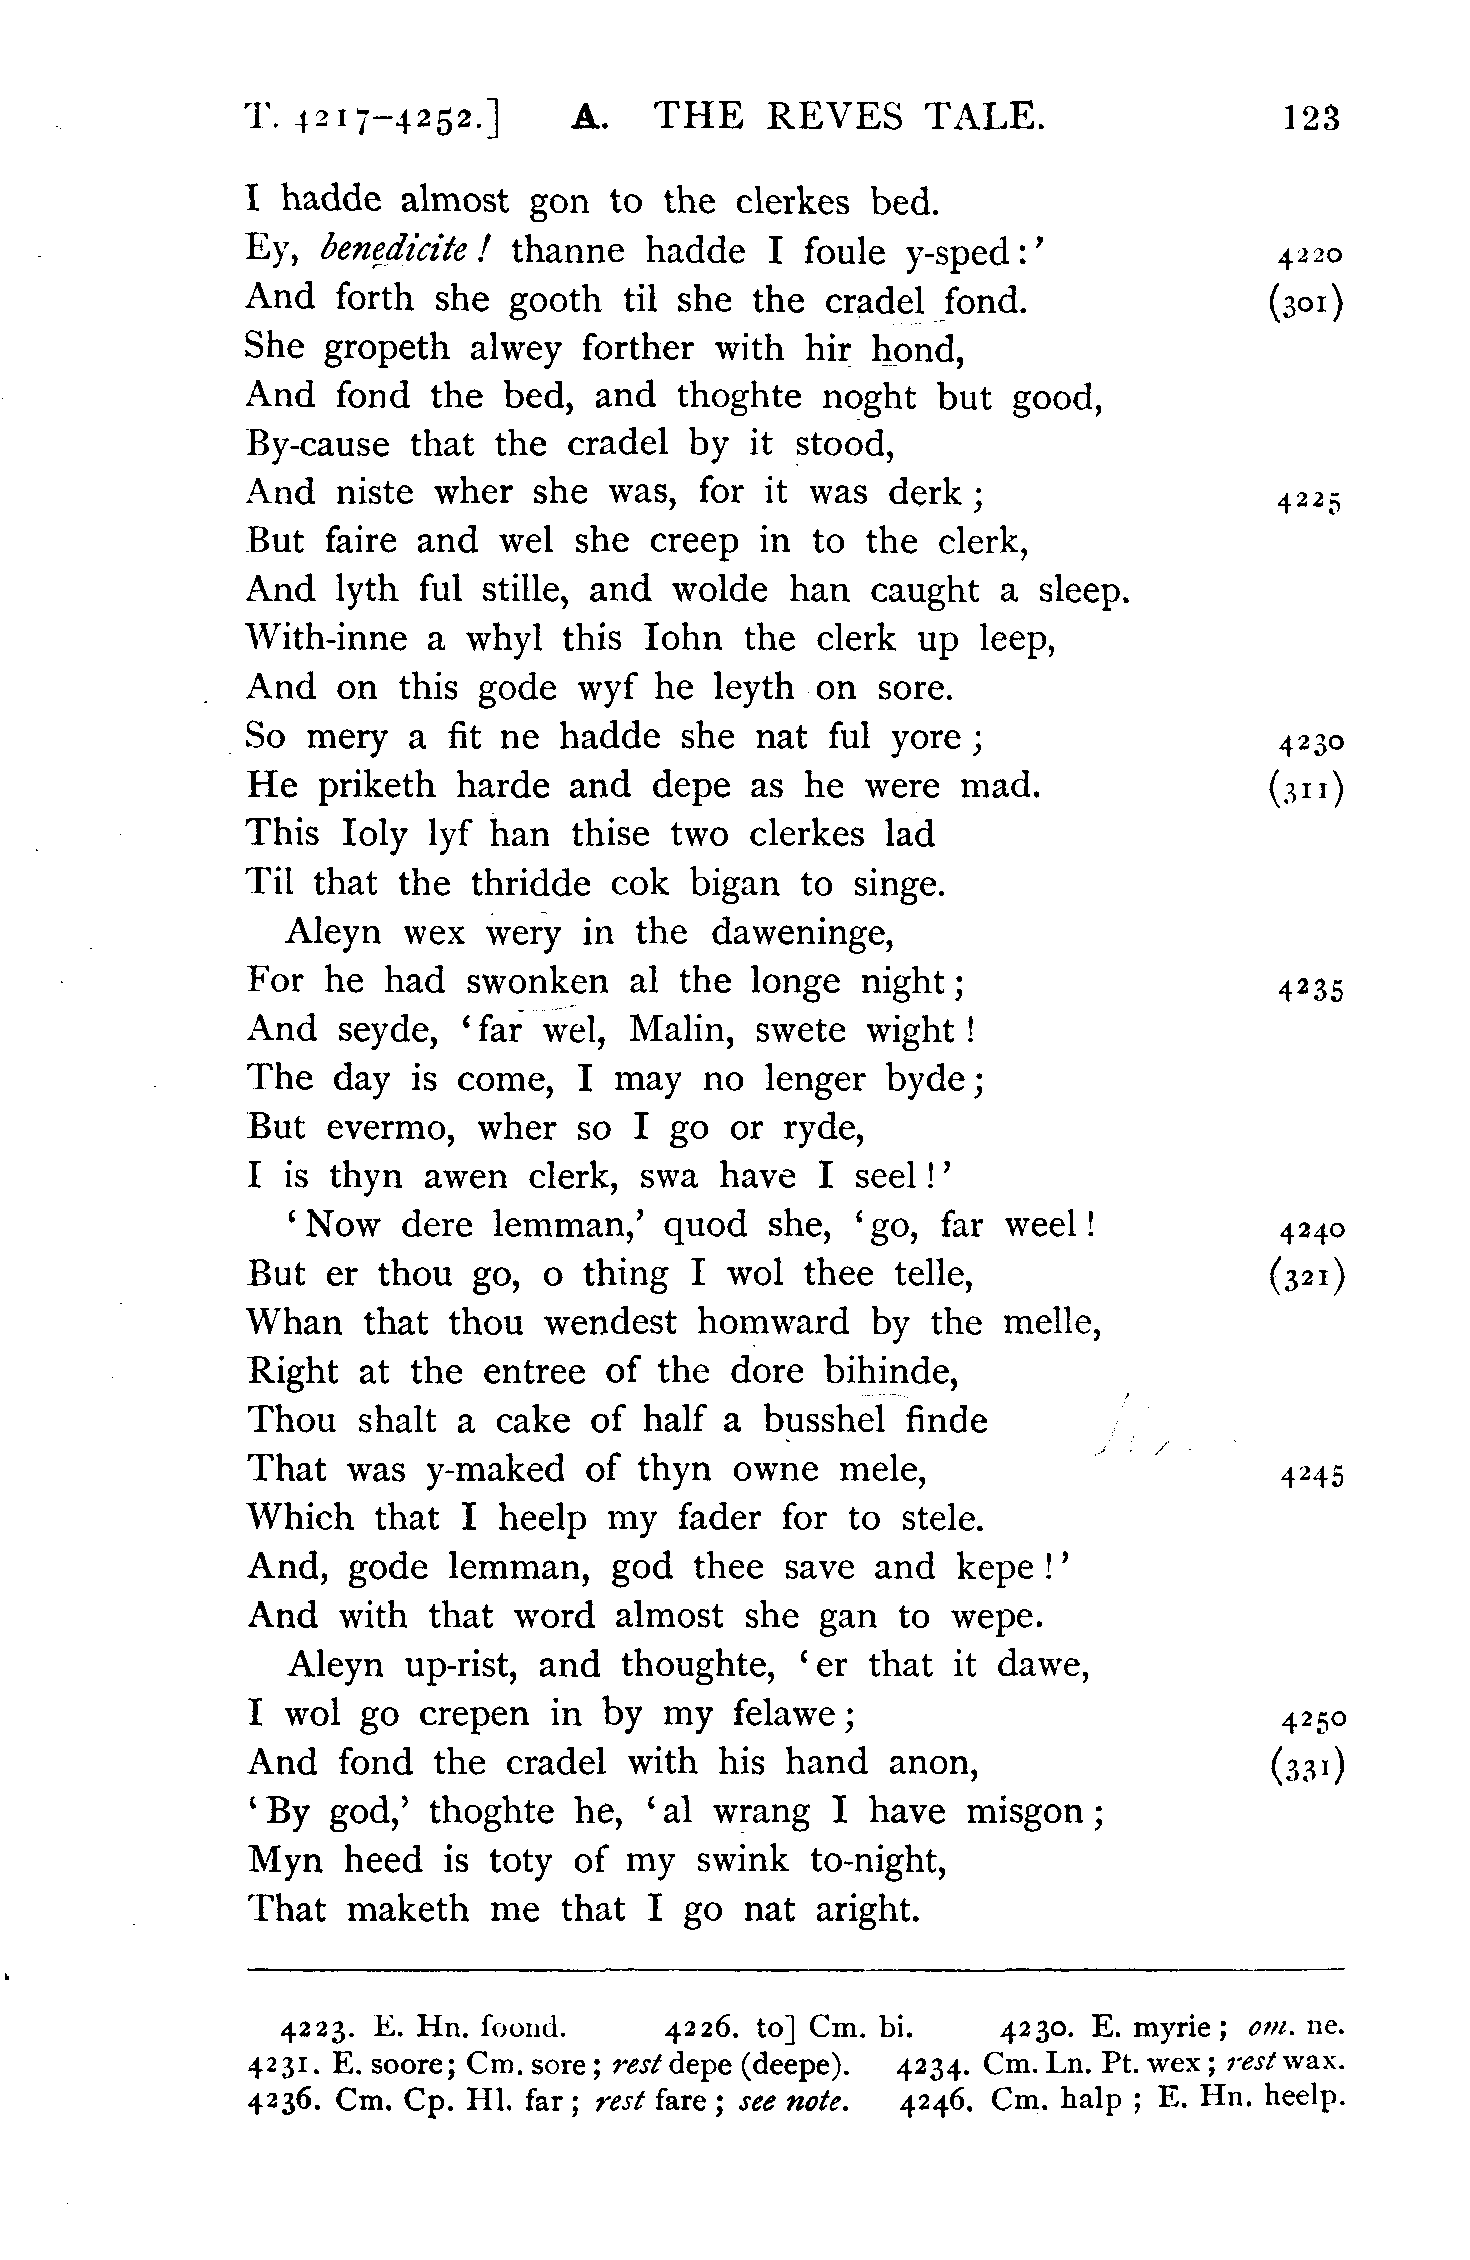 T. 4217–4252.] A. THE REVES TALE. 123
I hadde almost gon to the clerkes bed.
Ey, benedicite! thanne hadde I foule y-sped:’ 4220
And forth she gooth til she the cradel fond. (301)
She gropeth alwey forther with hir hond,
And fond the bed, and thoghte noght but good,
By-cause that the cradel by it stood,
And niste wher she was, for it was derk; 4225
But faire and wel she creep in to the clerk,
And lyth ful stille, and wolde han caught a sleep.
With-inne a whyl this Iohn the clerk up leep,
And on this gode wyf he leyth on sore.
So mery a fit ne hadde she nat ful yore; 4230
He priketh harde and depe as he were mad. (311)
This Ioly lyf han thise two clerkes lad
Til that the thridde cok bigan to singe.
Aleyn wex wery in the daweninge,
For he had swonken al the longe night; 4235
And seyde, ‘far wel, Malin, swete wight!
The day is come, I may no lenger byde;
But evermo, wher so I go or ryde,
I is thyn awen clerk, swa have I seel!’
‘Now dere lemman,’ quod she, ‘go, far weel! 4240
But er thou go, o thing I wol thee telle, (321)
Whan that thou wendest homward by the melle,
Right at the entree of the dore bihinde,
Thou shalt a cake of half a busshel finde
That was y-maked of thyn owne mele, 4245
Which that I heelp my fader for to stele.
And, gode lemman, god thee save and kepe!’
And with that word almost she gan to wepe.
Aleyn up-rist, and thoughte, ‘er that it dawe,
I wol go crepen in by my felawe; 4250
And fond the cradel with his hand anon, (331)
‘By god,’ thoghte he, ‘al wrang I have misgon;
Myn heed is toty of my swink to-night,
That maketh me that I go nat aright.
4223. E. Hn. foond. 4226. to] Cm. bi. 4230. E. myrie; om. ne.
4231. E. soore; Cm. sore; rest depe (deepe). 4234. Cm. Ln. Pt. wex; rest wax.
4236. Cm. Cp. Hl. far; rest fare; see note. 4246. Cm. halp; E. Hn. heelp.